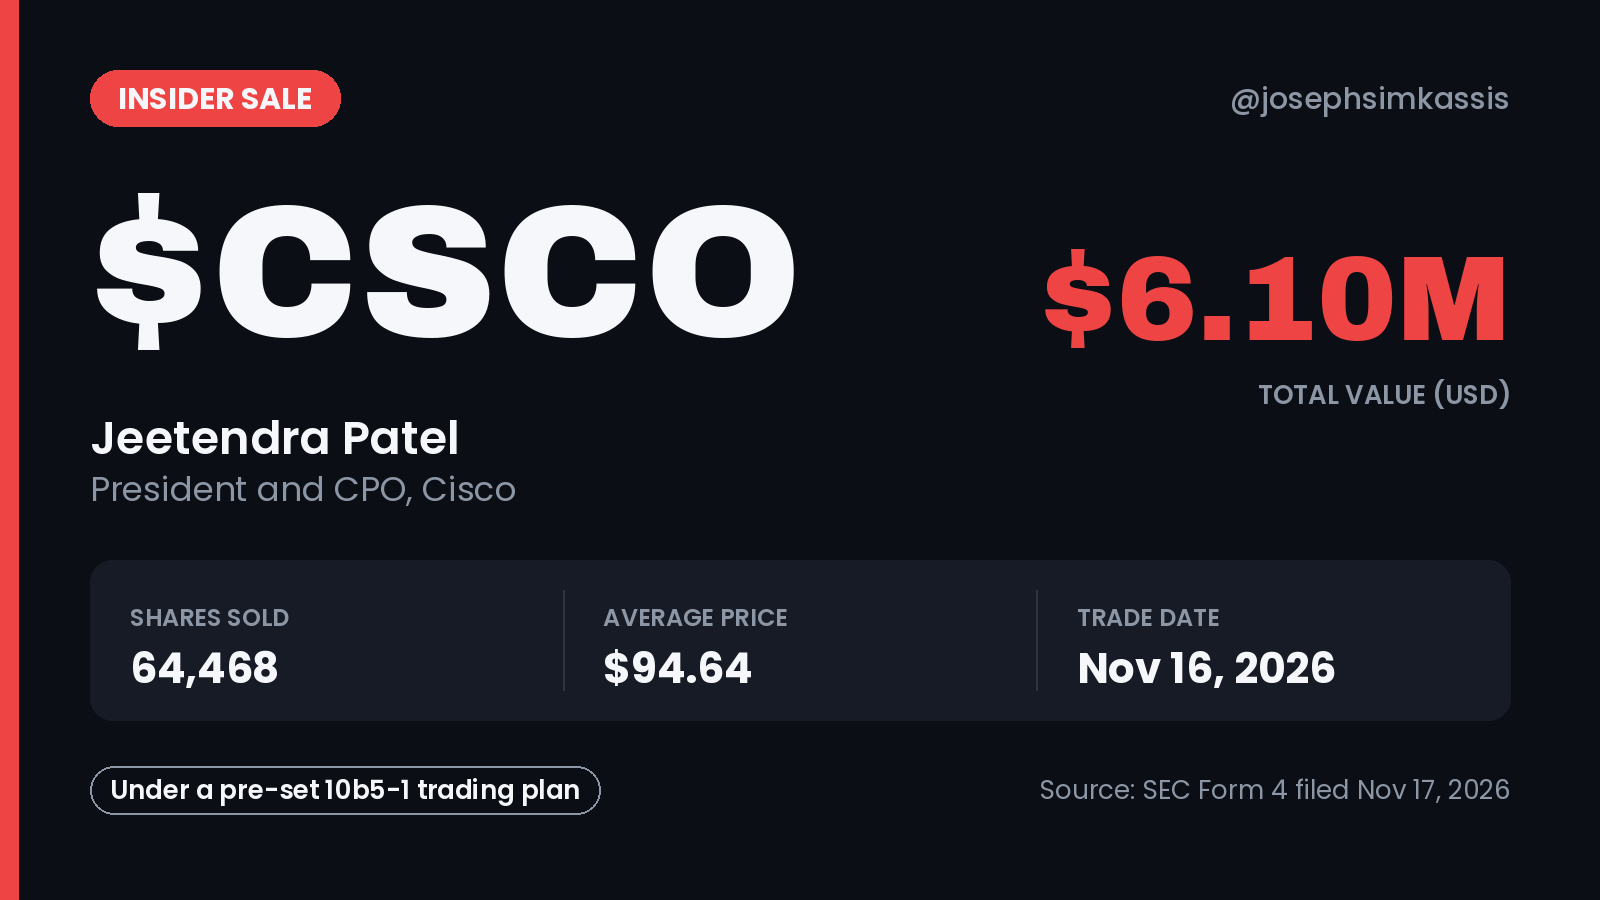 INSIDER SALE
@josephsimkassis
$CSCO
$6.10M
TOTAL VALUE (USD)
Jeetendra Patel
President and CPO, Cisco
SHARES SOLD
64,468
AVERAGE PRICE
$94.64
TRADE DATE
Nov 16, 2026
Under a pre-set 10b5-1 trading plan
Source: SEC Form 4 filed Nov 17, 2026